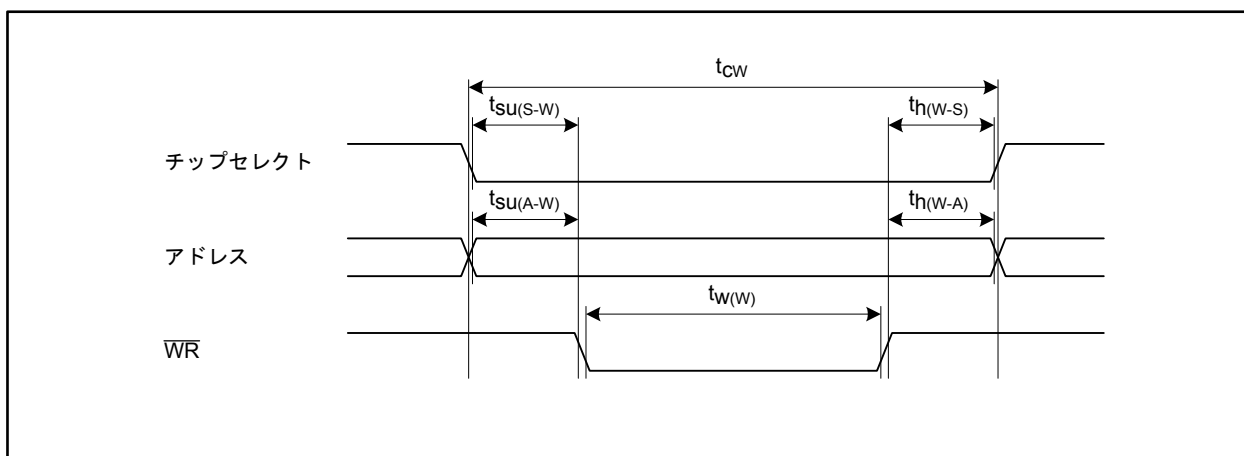 tCW
tsu(S-W)
th(W-S)
チップセレクト
tsu(A-W)
th(W-A)
アドレス
tW(W)
WR